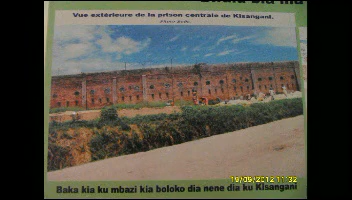 Vue extérieure de la prison centrale de Kisangani.
Baka kia ku mbazi kia boloko dia nene dia ku Kisangani
19/09/2012 11:32